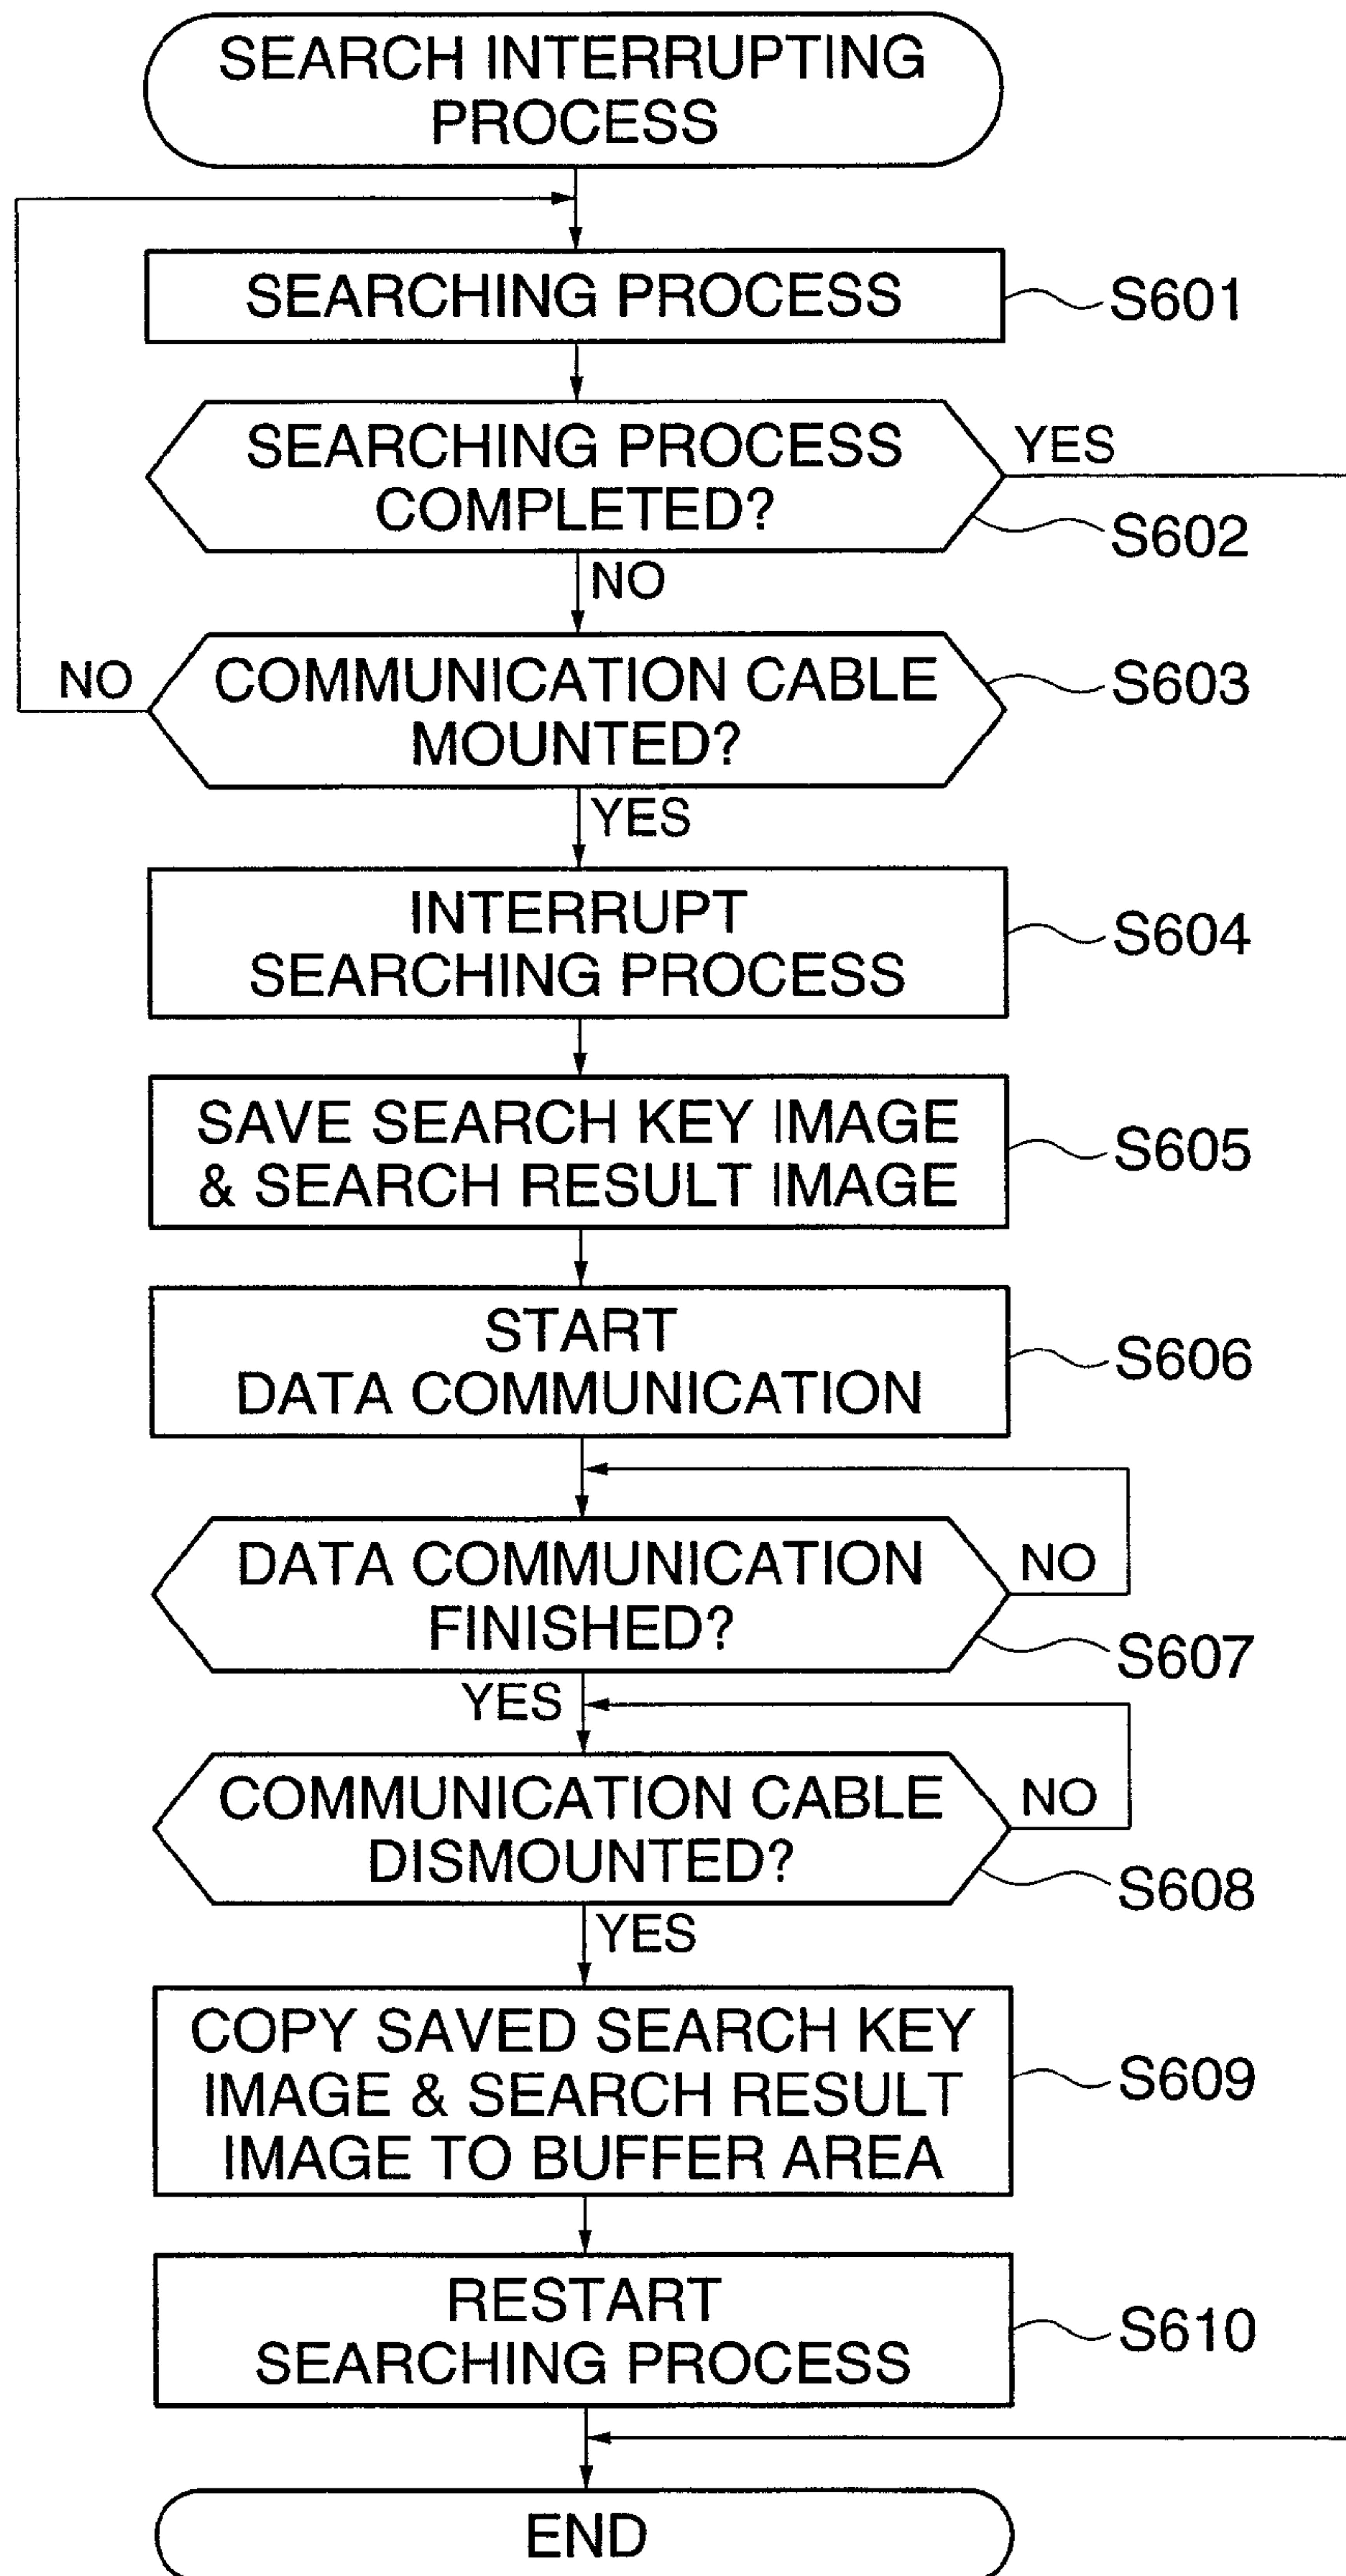 SEARCH INTERRUPTING
PROCESS
SEARCHING PROCESS
S601
SEARCHING PROCESS
COMPLETED?
YES
S602
NO
COMMUNICATION CABLE
MOUNTED?
NO
S603
YES
INTERRUPT
SEARCHING PROCESS
S604
SAVE SEARCH KEY IMAGE
& SEARCH RESULT IMAGE
S605
START
DATA COMMUNICATION
S606
DATA COMMUNICATION
FINISHED?
NO
S607
YES
COMMUNICATION CABLE
DISMOUNTED?
NO
S608
YES
COPY SAVED SEARCH KEY
IMAGE & SEARCH RESULT
IMAGE TO BUFFER AREA
S609
RESTART
SEARCHING PROCESS
S610
END